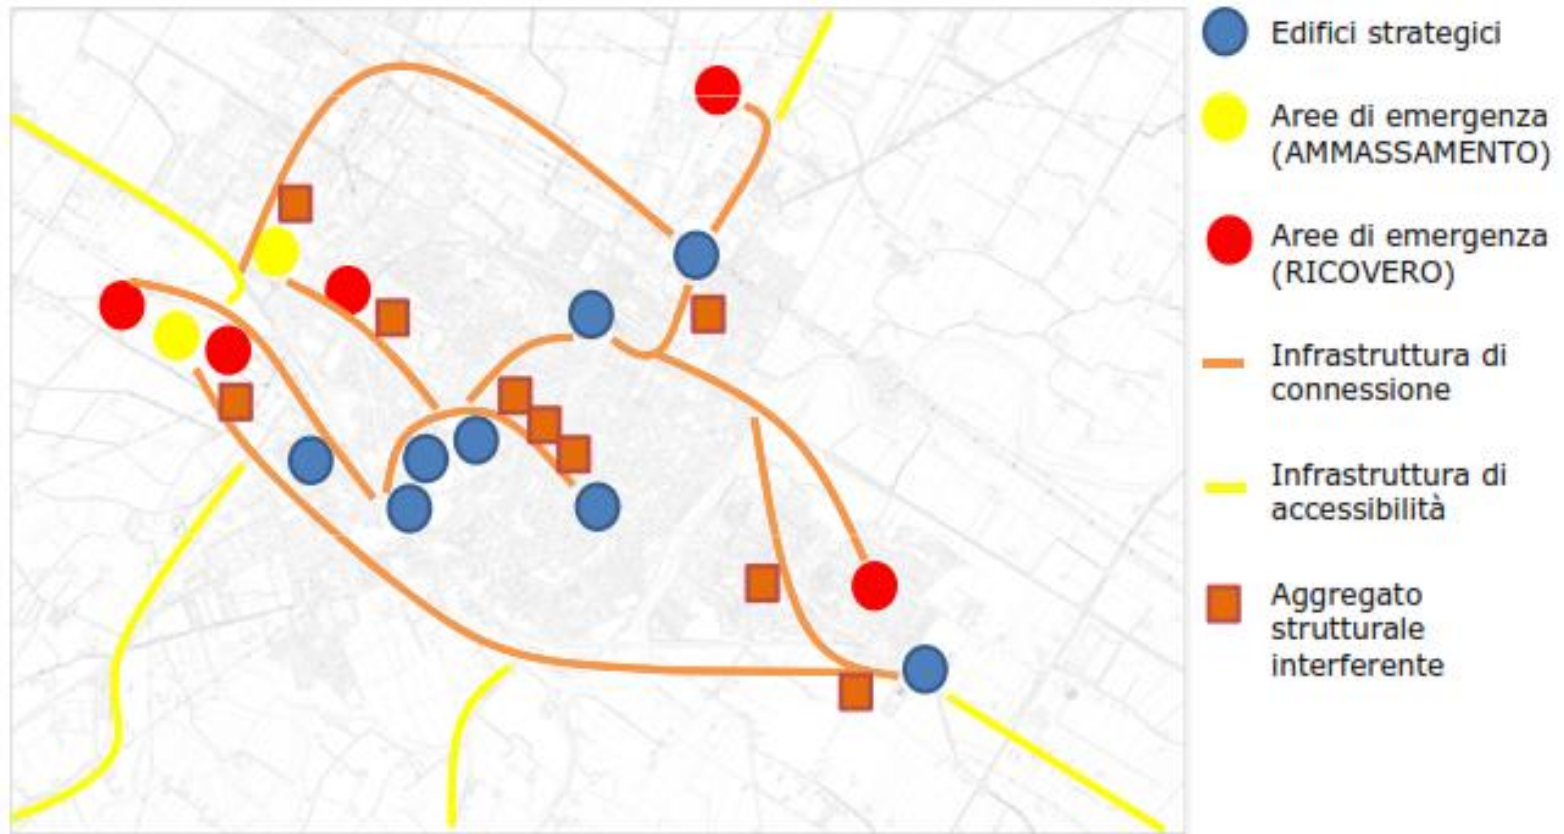 Edifici strategici
Aree di emergenza
(AMMASSAMENTO)
Aree di emergenza
(RICOVERO)
Infrastruttura di
connessione
Infrastruttura di
accessibilità
Aggregato
strutturale
interferente